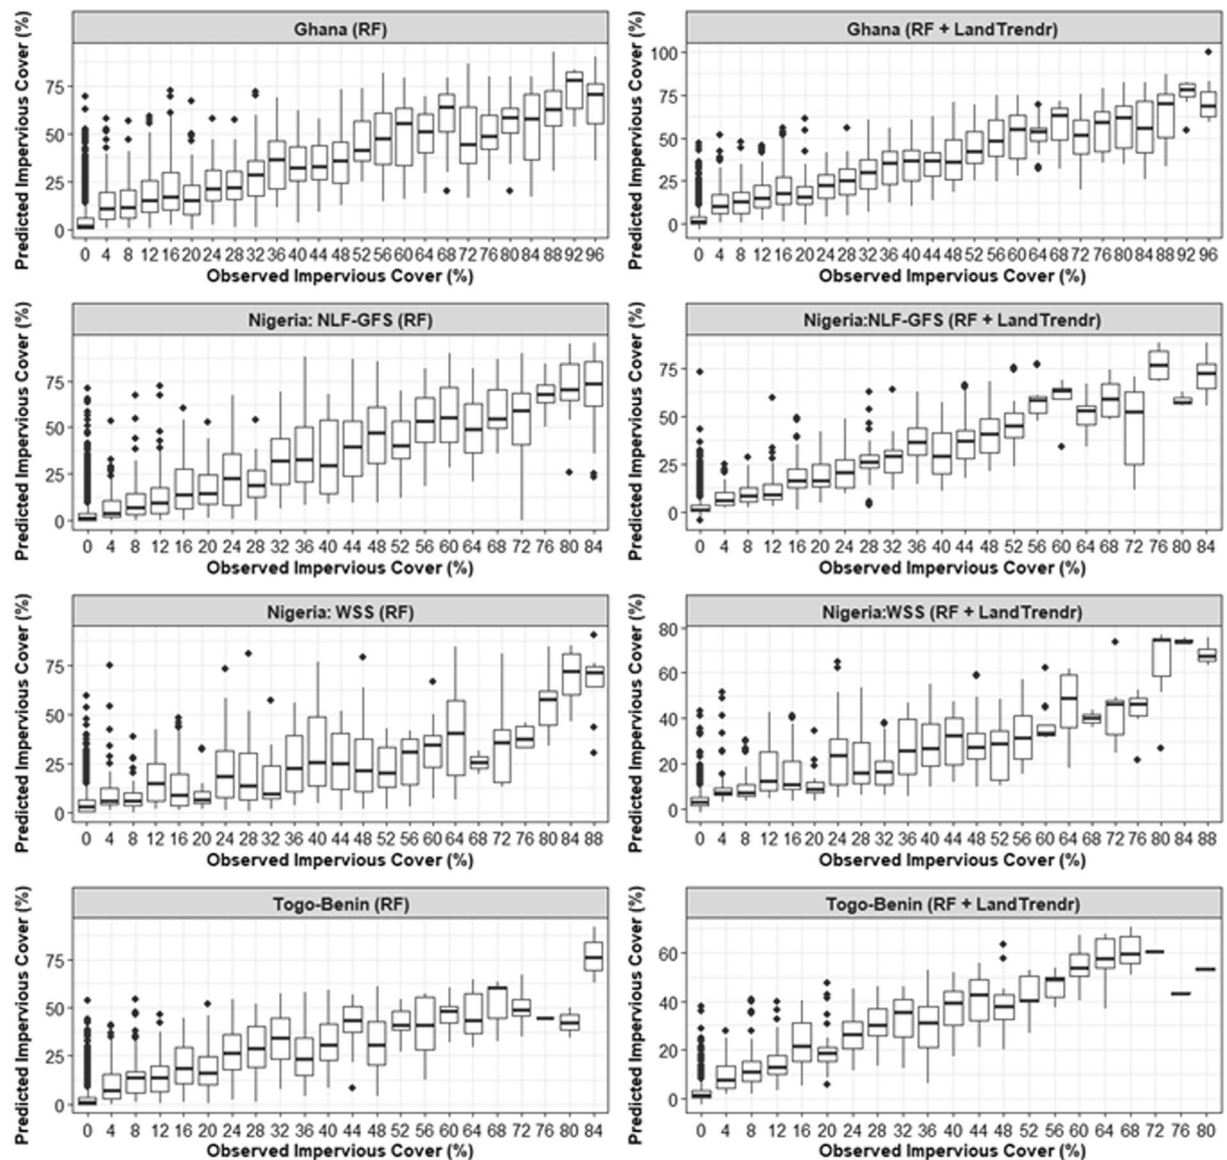 Ghana (RF)
Predicted Impervious Cover (%)
75
50
25
0
0 4 8 12 16 20 24 28 32 36 40 44 48 52 56 60 64 68 72 76 80 84 88 92 96
Observed Impervious Cover (%)
Ghana (RF + LandTrendr)
Predicted Impervious Cover (%)
100
75
50
25
0
0 4 8 12 16 20 24 28 32 36 40 44 48 52 56 60 64 68 72 76 80 84 88 92 96
Observed Impervious Cover (%)
Nigeria: NLF-GFS (RF)
Predicted Impervious Cover (%)
75
50
25
0
0 4 8 12 16 20 24 28 32 36 40 44 48 52 56 60 64 68 72 76 80 84
Observed Impervious Cover (%)
Nigeria:NLF-GFS (RF + LandTrendr)
Predicted Impervious Cover (%)
75
50
25
0
0 4 8 12 16 20 24 28 32 36 40 44 48 52 56 60 64 68 72 76 80 84
Observed Impervious Cover (%)
Nigeria: WSS (RF)
Predicted Impervious Cover (%)
75
50
25
0
0 4 8 12 16 20 24 28 32 36 40 44 48 52 56 60 64 68 72 76 80 84 88
Observed Impervious Cover (%)
Nigeria:WSS (RF + LandTrendr)
Predicted Impervious Cover (%)
80
60
40
20
0
0 4 8 12 16 20 24 28 32 36 40 44 48 52 56 60 64 68 72 76 80 84 88
Observed Impervious Cover (%)
Togo-Benin (RF)
Predicted Impervious Cover (%)
75
50
25
0
0 4 8 12 16 20 24 28 32 36 40 44 48 52 56 60 64 68 72 76 80 84
Observed Impervious Cover (%)
Togo-Benin (RF + LandTrendr)
Predicted Impervious Cover (%)
60
40
20
0
0 4 8 12 16 20 24 28 32 36 40 44 48 52 56 60 64 68 72 76 80
Observed Impervious Cover (%)